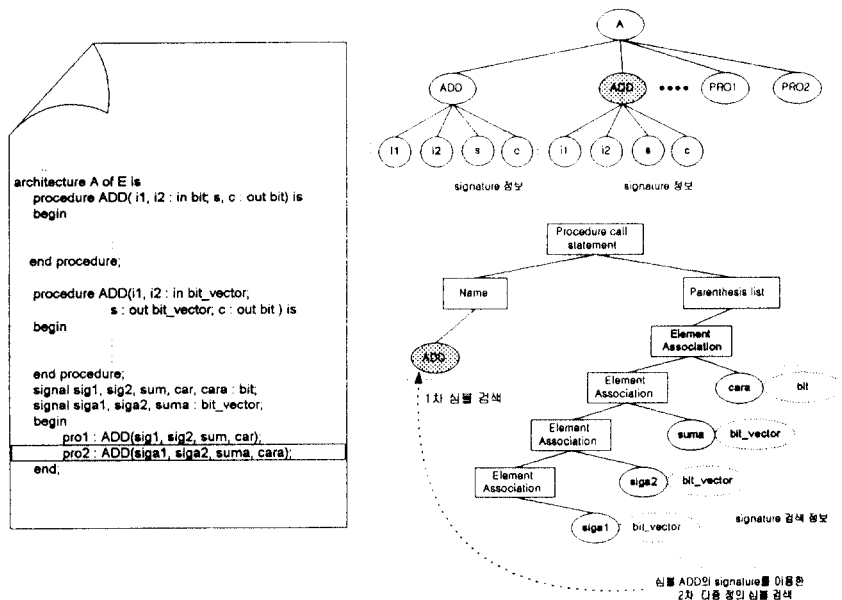 architecture A of E is
procedure ADD( i1, i2 : in bit; s, c : out bit) is
begin
end procedure;
procedure ADD(i1, i2 : in bit_vector;
s : out bit_vector; c : out bit ) is
begin
end procedure;
signal sig1, sig2, sum, car, cara : bit;
signal siga1, siga2, suma : bit_vector;
begin
pro1 : ADD(sig1, sig2, sum, car);
pro2 : ADD(siga1, siga2, suma, cara);
end;
A
ADD
ADD
PRO1
PRO2
i1
i2
s
c
i1
i2
s
c
signature 정보
signature 정보
Procedure call
statement
Name
Parenthesis list
ADD
Element
Association
1차 심볼 검색
Element
Association
cara
bit
Element
Association
suma
bit_vector
Element
Association
siga2
bit_vector
siga1
bit_vector
signature 검색 정보
심볼 ADD의 signature를 이용한
2차 다중 정의 심볼 검색